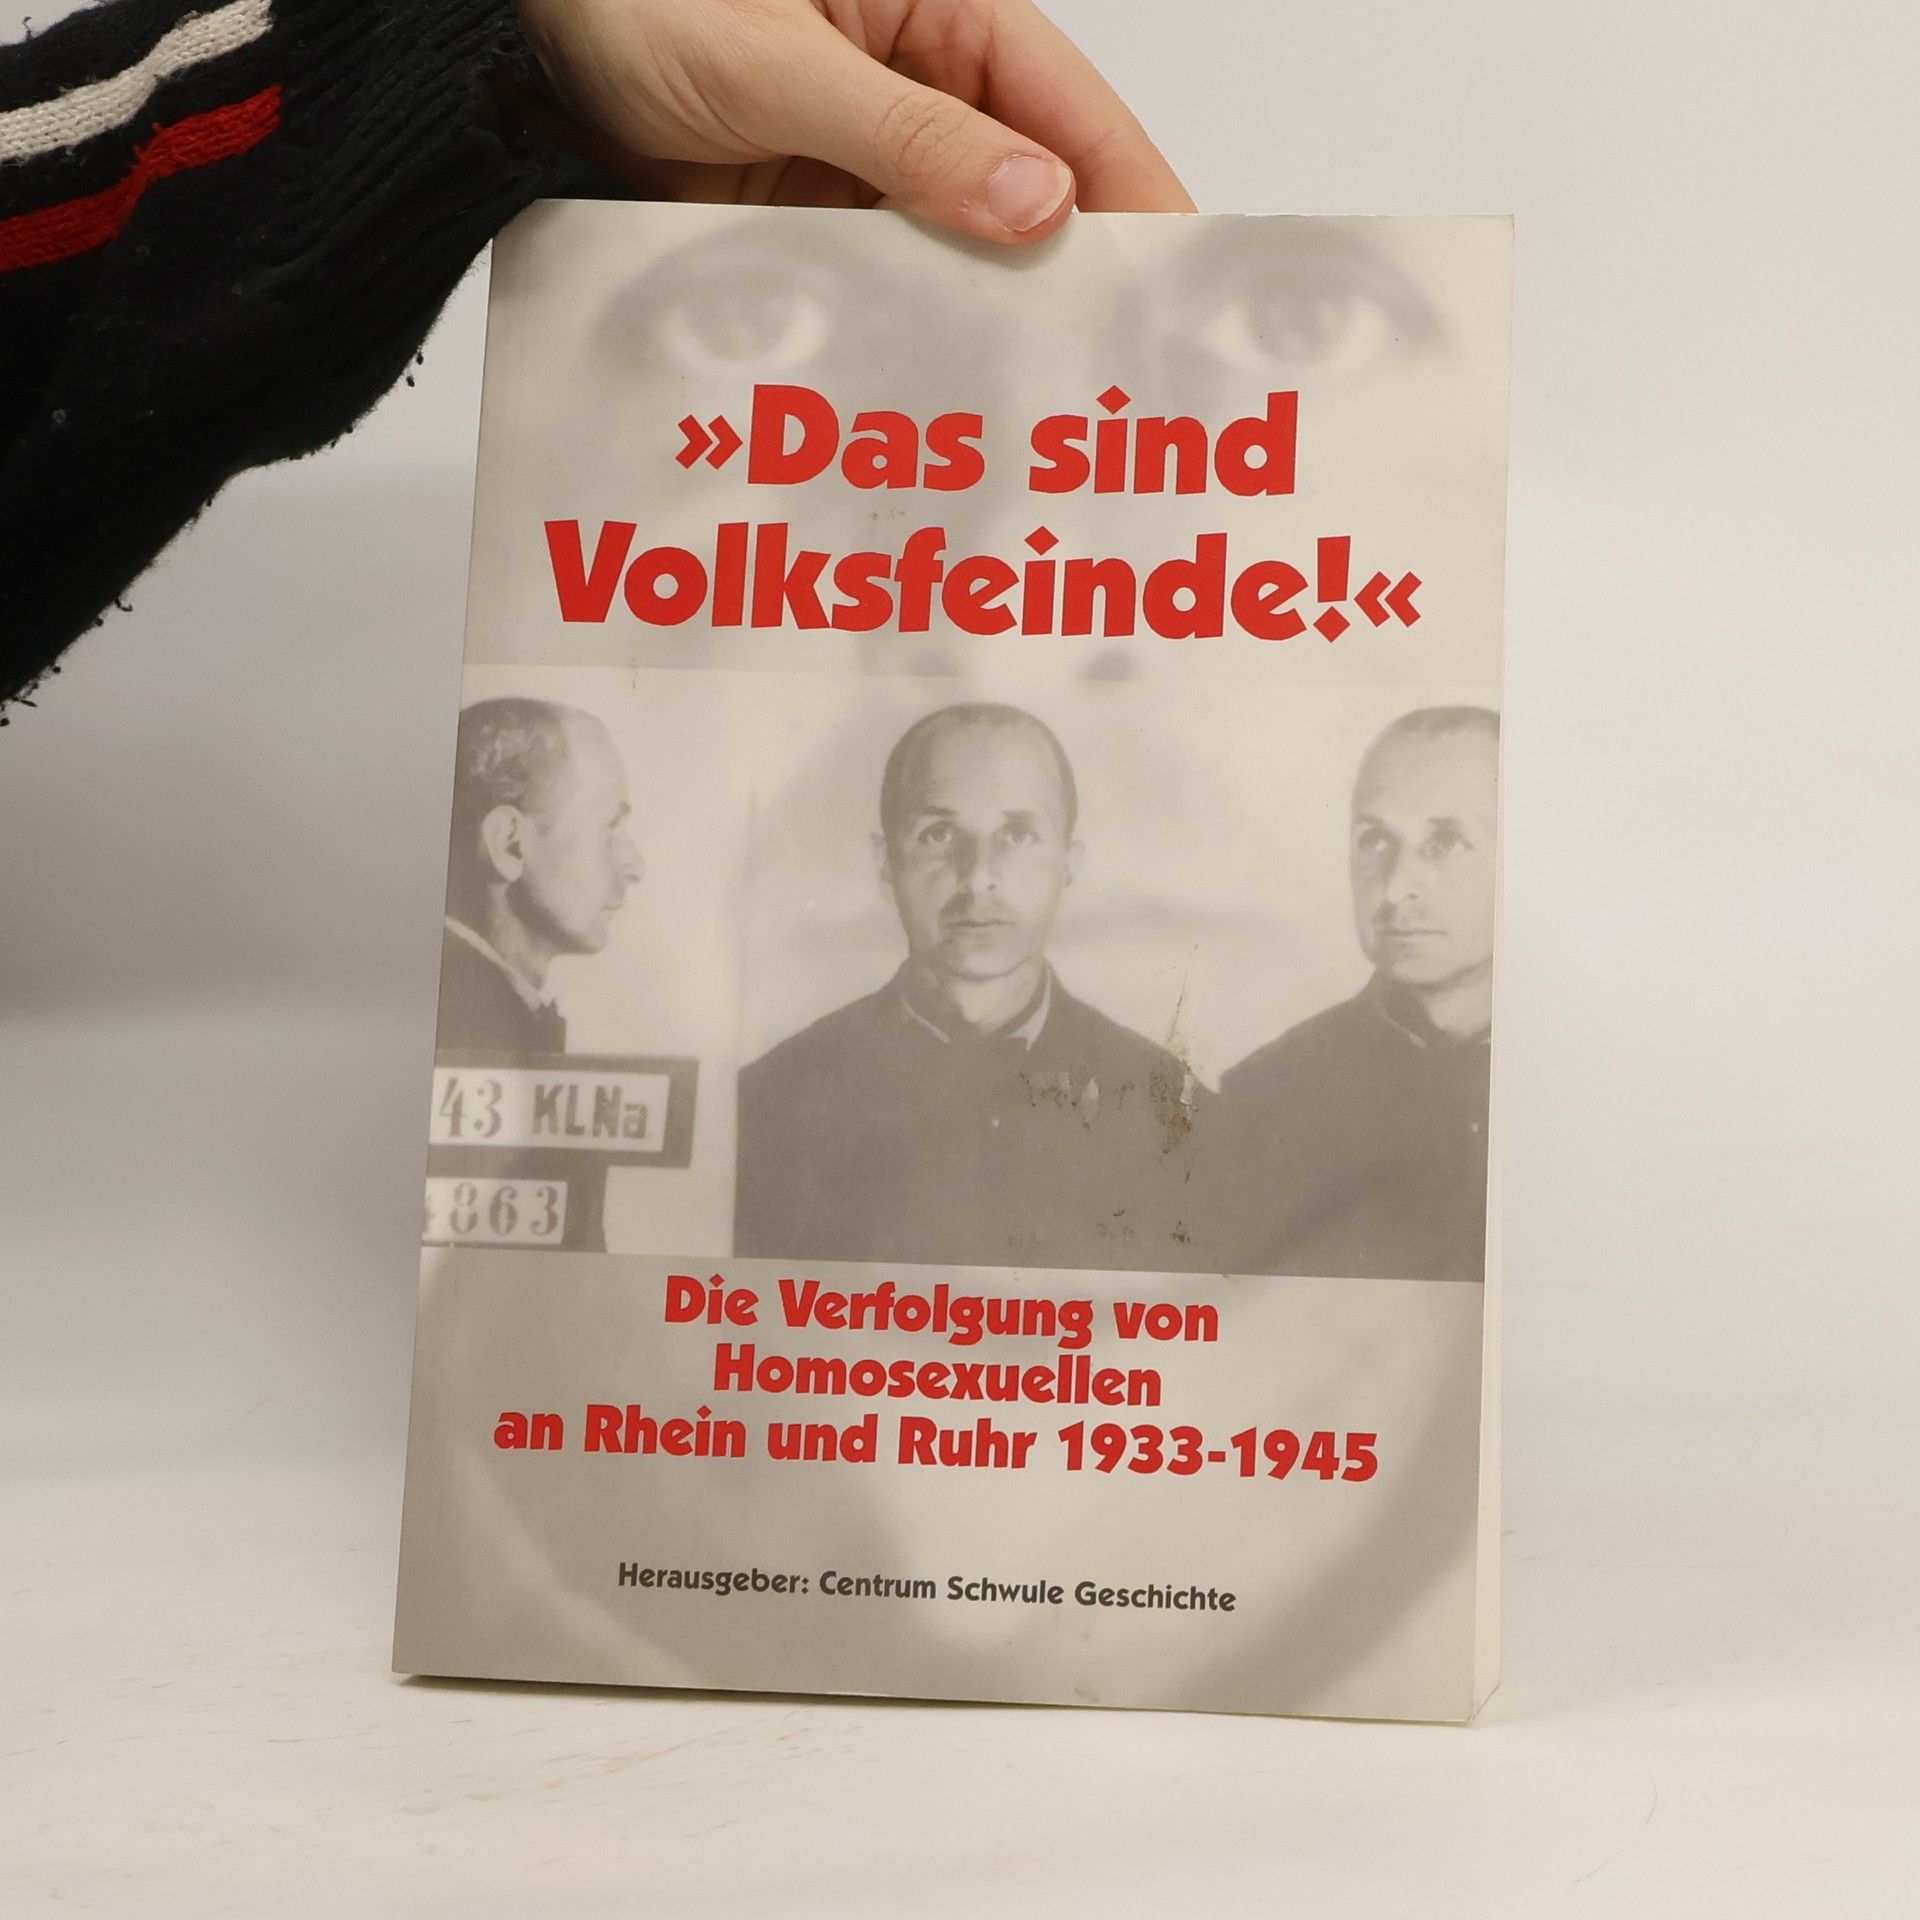 »Das sind
Volksfeinde!«
43 KLNa
863
Die Verfolgung von
Homosexuellen
an Rhein und Ruhr 1933-1945
Herausgeber: Centrum Schwule Geschichte